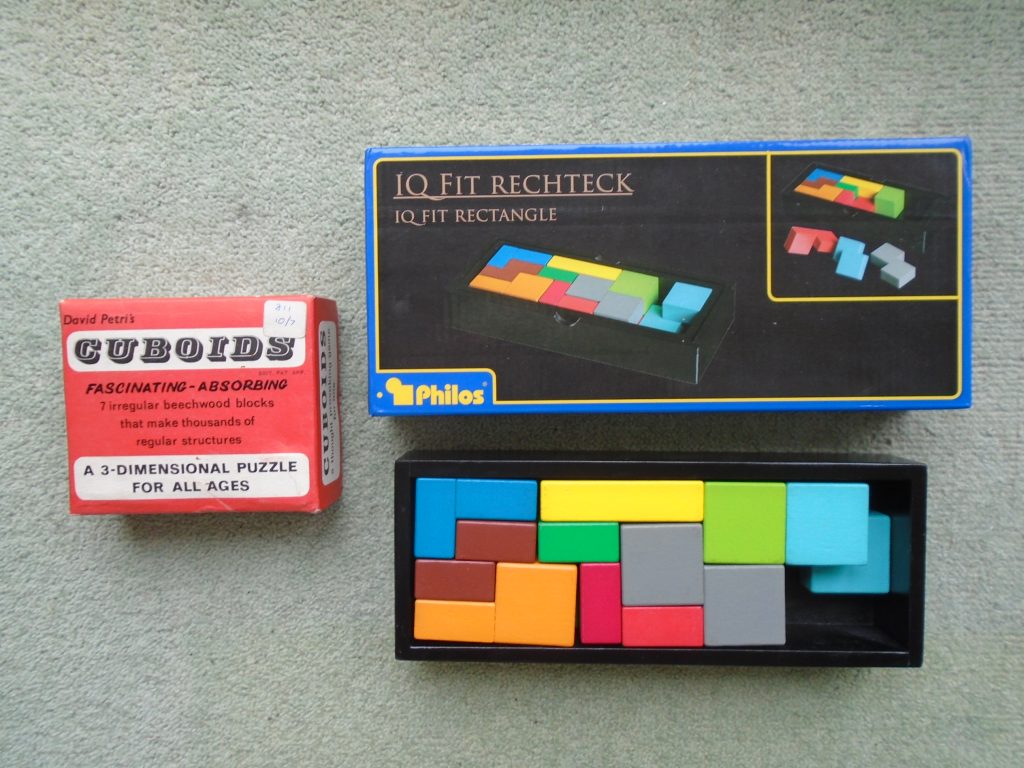 David Petri's
CUBOIDS
FASCINATING-ABSORBING
7 irregular beechwood blocks
that make thousands of
regular structures
A 3-DIMENSIONAL PUZZLE
FOR ALL AGES
CUBOIDS
IQ FIT RECHTECK
IQ FIT RECTANGLE
Philos